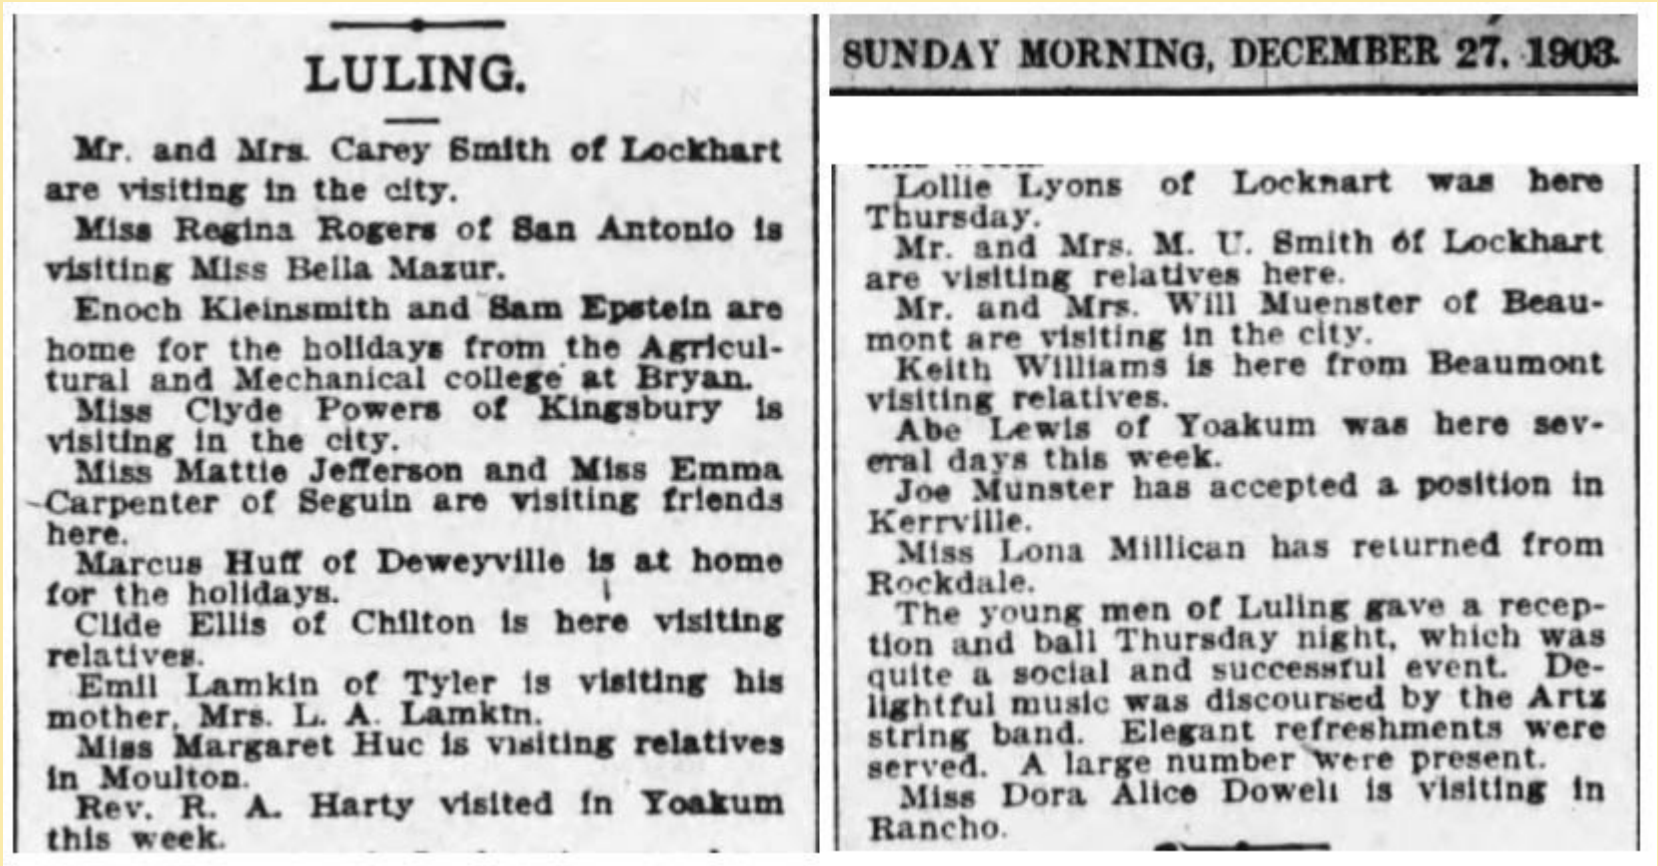 LULING.
Mr. and Mrs. Carey Smith of Lockhart
are visiting in the city.
Miss Regina Rogers of San Antonio is
visiting Miss Bella Mazur.
Enoch Kleinsmith and Sam Epstein are
home for the holidays from the Agricul-
tural and Mechanical college at Bryan.
Miss Clyde Powers of Kingsbury is
visiting in the city.
Miss Mattie Jefferson and Miss Emma
Carpenter of Seguin are visiting friends
here.
Marcus Huff of Deweyville is at home
for the holidays.
Clide Ellis of Chilton is here visiting
relatives.
Emil Lamkin of Tyler is visiting his
mother, Mrs. L. A. Lamkin.
Miss Margaret Huc is visiting relatives
in Moulton.
Rev. R. A. Harty visited in Yoakum
this week.
SUNDAY MORNING, DECEMBER 27, 1903.
Lollie Lyons of Lockhart was here
Thursday.
Mr. and Mrs. M. U. Smith of Lockhart
are visiting relatives here.
Mr. and Mrs. Will Muenster of Beau-
mont are visiting in the city.
Keith Williams is here from Beaumont
visiting relatives.
Abe Lewis of Yoakum was here sev-
eral days this week.
Joe Munster has accepted a position in
Kerrville.
Miss Lona Millican has returned from
Rockdale.
The young men of Luling gave a recep-
tion and ball Thursday night, which was
quite a social and successful event. De-
lightful music was discoursed by the Artz
string band. Elegant refreshments were
served. A large number were present.
Miss Dora Alice Dowell is visiting in
Rancho.